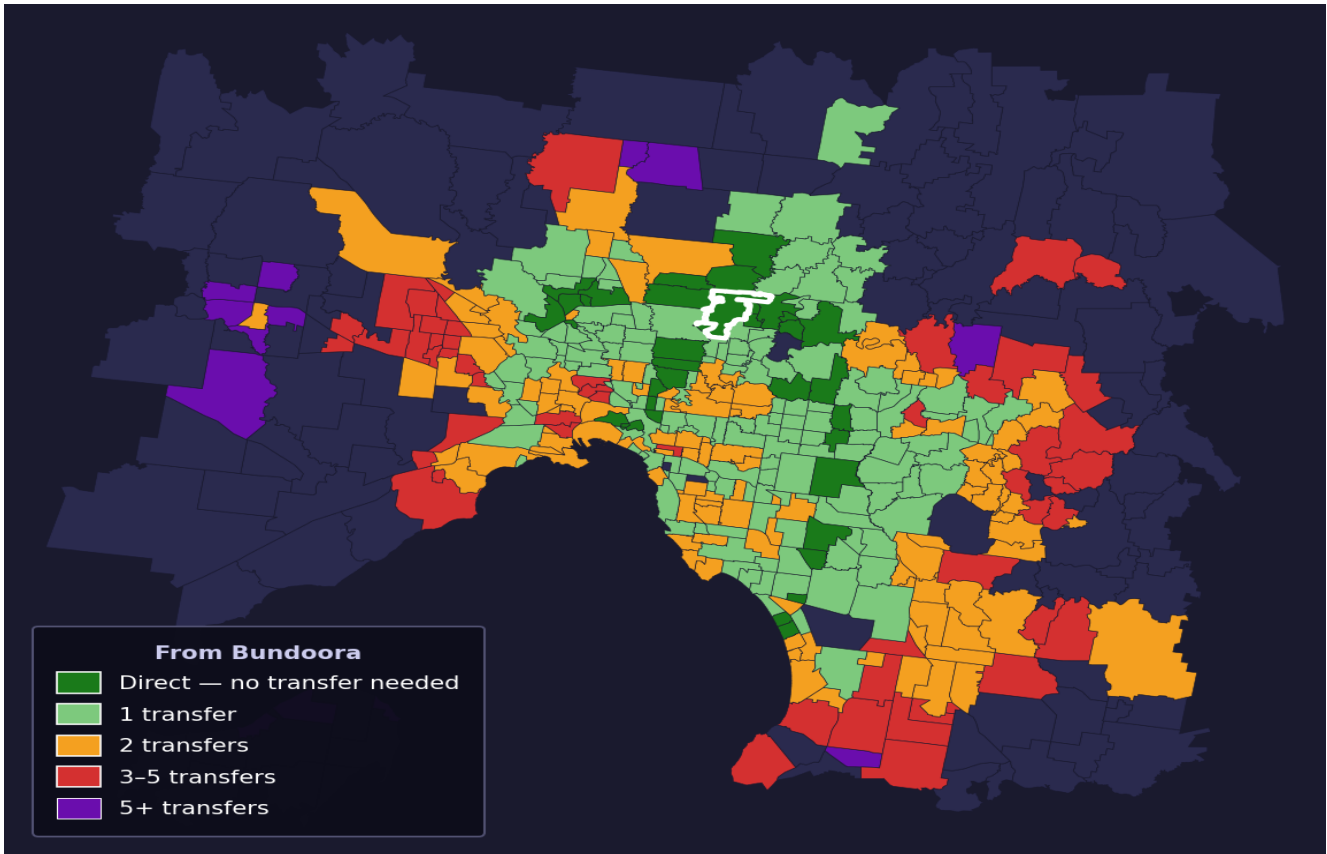 From Bundoora
Direct — no transfer needed
1 transfer
2 transfers
3–5 transfers
5+ transfers